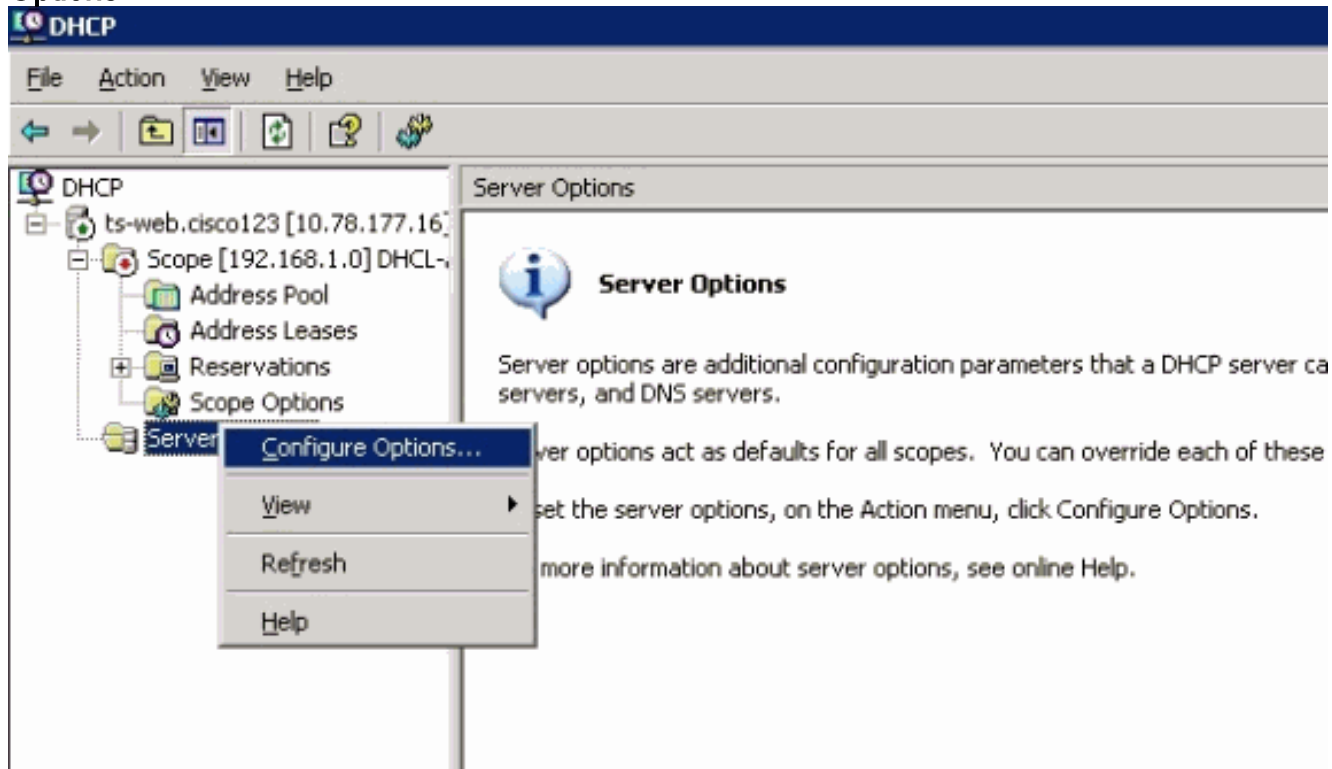 DHCP
File Action View Help
DHCP
ts-web.cisco123 [10.78.177.16]
Scope [192.168.1.0] DHCL-
Address Pool
Address Leases
Reservations
Scope Options
Server
Configure Options...
View
Refresh
Help
Server Options
Server Options
Server options are additional configuration parameters that a DHCP server ca
servers, and DNS servers.
ver options act as defaults for all scopes. You can override each of these
set the server options, on the Action menu, click Configure Options.
more information about server options, see online Help.